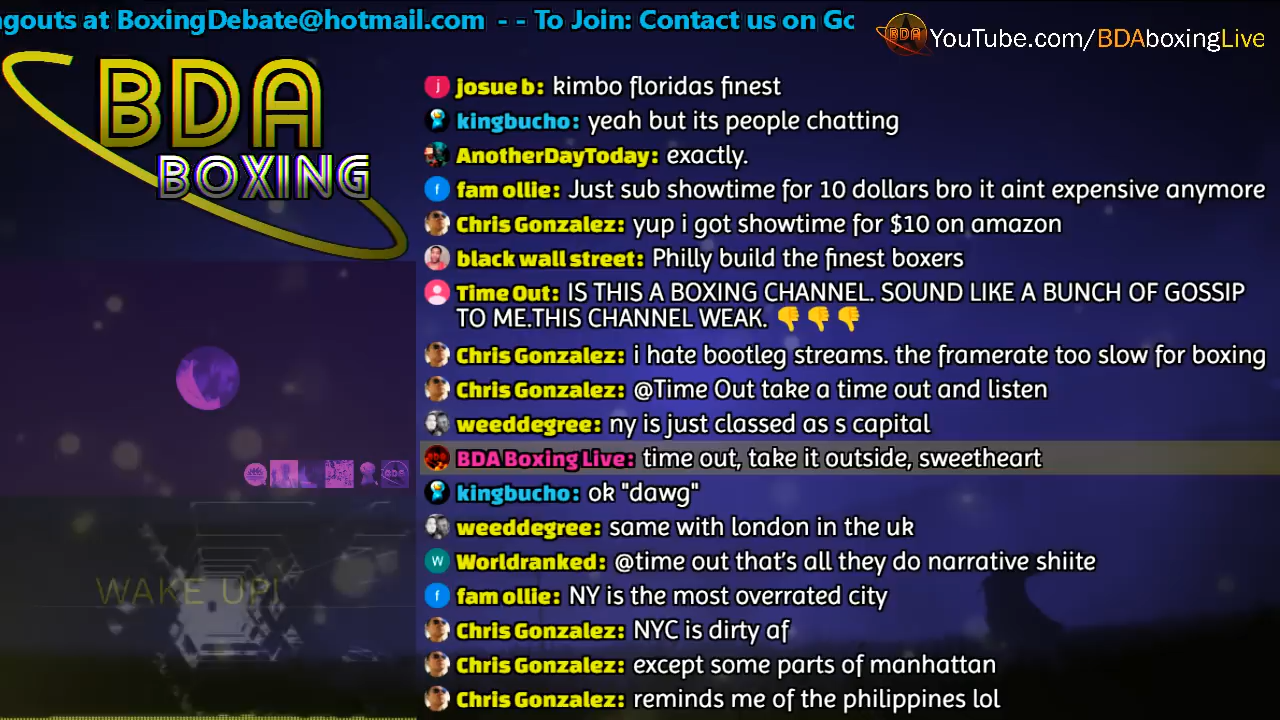 gouts at BoxingDebate@hotmail.com - - To Join: Contact us on Go
BDA
YouTube.com/BDAboxingLive
BDA
BOXING
josue b: kimbo floridas finest
kingbucho: yeah but its people chatting
AnotherDayToday: exactly.
f fam ollie: Just sub showtime for 10 dollars bro it aint expensive anymore
Chris Gonzalez: yup i got showtime for $10 on amazon
black wall street: Philly build the finest boxers
Time Out: IS THIS A BOXING CHANNEL. SOUND LIKE A BUNCH OF GOSSIP
TO ME.THIS CHANNEL WEAK. 👎👎👎
Chris Gonzalez: i hate bootleg streams. the framerate too slow for boxing
Chris Gonzalez: @Time Out take a time out and listen
weeddegree: ny is just classed as s capital
BDA Boxing Live: time out, take it outside, sweetheart
kingbucho: ok "dawg"
weeddegree: same with london in the uk
W Worldranked: @time out that's all they do narrative shiite
f fam ollie: NY is the most overrated city
Chris Gonzalez: NYC is dirty af
Chris Gonzalez: except some parts of manhattan
Chris Gonzalez: reminds me of the philippines lol
WAKE UP!